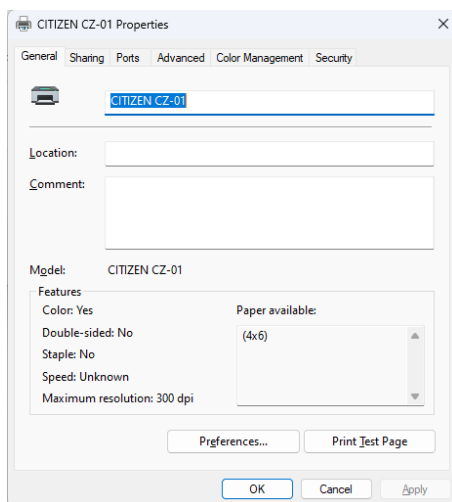 CITIZEN CZ-01 Properties
General Sharing Ports Advanced Color Management Security
CITIZEN CZ-01
Location:
Comment:
Model: CITIZEN CZ-01
Features
Color: Yes
Double-sided: No
Staple: No
Speed: Unknown
Maximum resolution: 300 dpi
Paper available:
(4x6)
Preferences... Print Test Page
OK Cancel Apply